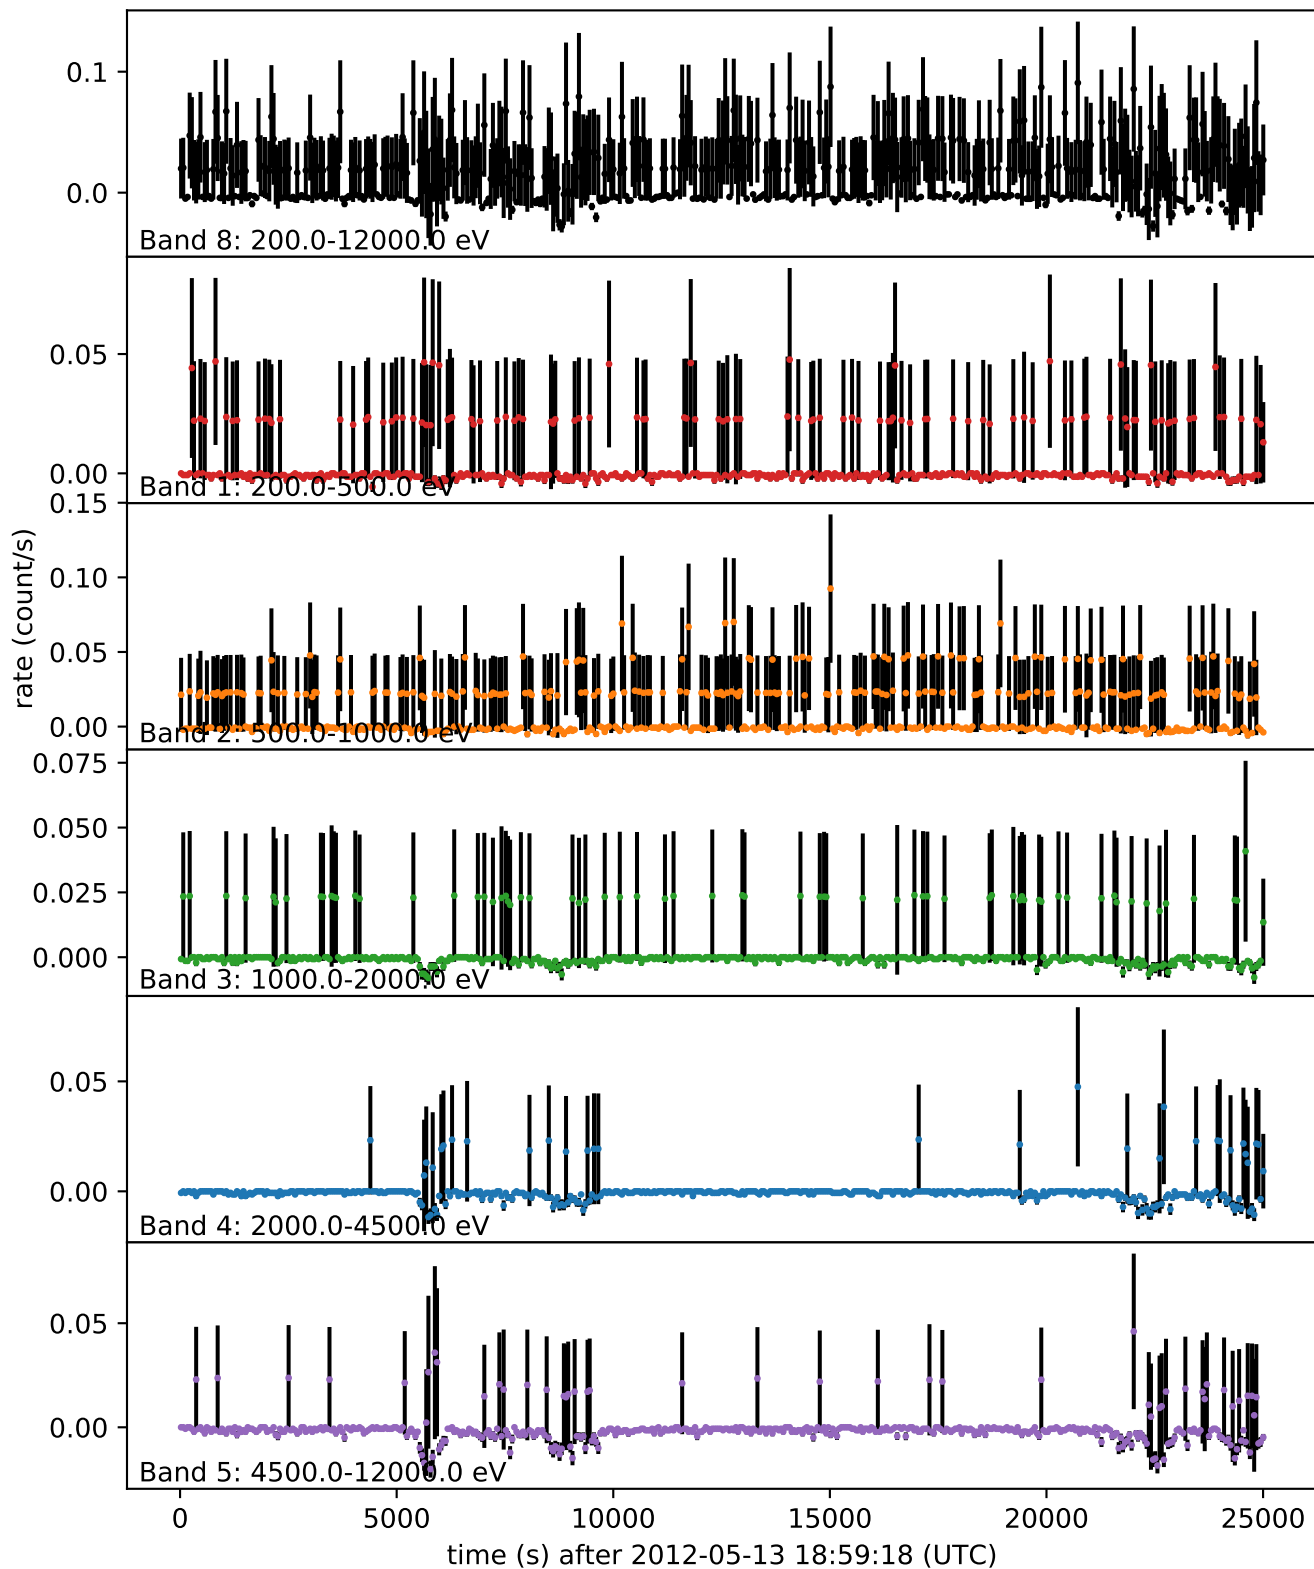 0.1
0.0
Band 8: 200.0-12000.0 eV
0.05
0.00
Band 1: 200.0-500.0 eV
0.15
0.10
0.05
0.00
Band 2: 500.0-1000.0 eV
rate (count/s)
0.075
0.050
0.025
0.000
Band 3: 1000.0-2000.0 eV
0.05
0.00
Band 4: 2000.0-4500.0 eV
0.05
0.00
Band 5: 4500.0-12000.0 eV
0 5000 10000 15000 20000 25000
time (s) after 2012-05-13 18:59:18 (UTC)